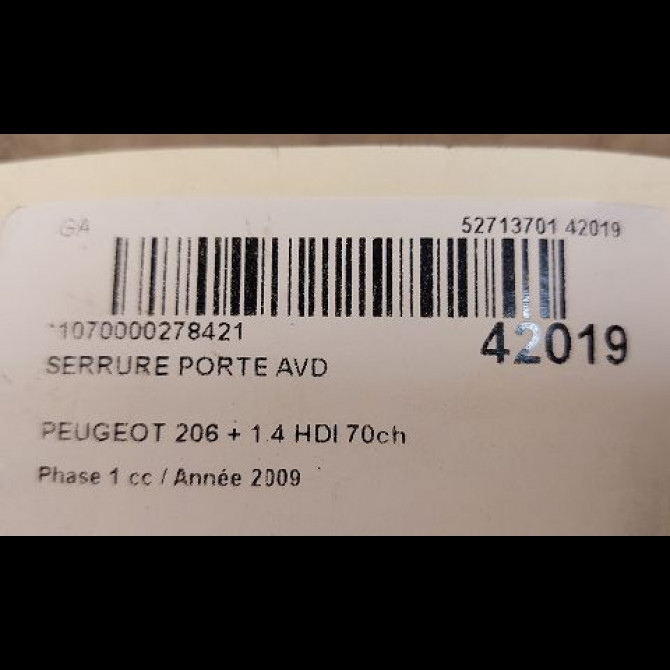 GA 52713701 42019
*1070000278421 42019
SERRURE PORTE AVD
PEUGEOT 206 + 1.4 HDI 70ch
Phase 1 cc / Année 2009